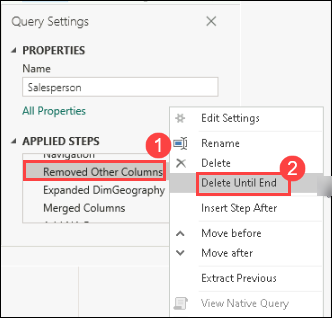 Query Settings
PROPERTIES
Name
Salesperson
All Properties
APPLIED STEPS
Navigation
Removed Other Columns
Expanded DimGeography
Merged Columns
1
Edit Settings
Rename
Delete
2
Delete Until End
Insert Step After
Move before
Move after
Extract Previous
View Native Query